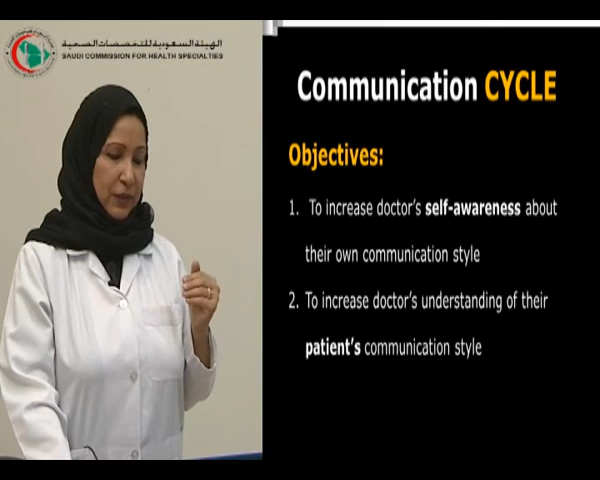 الهيئة السعودية للتخصصات الصحية
SAUDI COMMISSION FOR HEALTH SPECIALTIES
Communication CYCLE
Objectives:
1. To increase doctor's self-awareness about
their own communication style
2. To increase doctor's understanding of their
patient's communication style